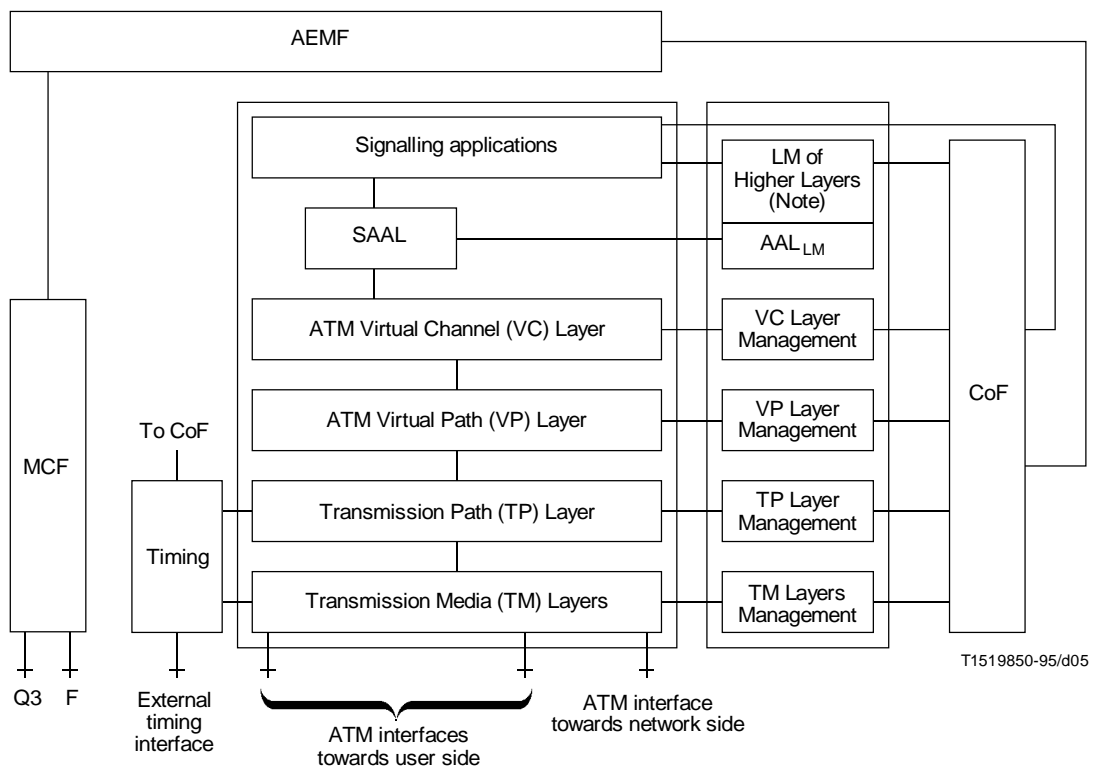 AEMF
Signalling applications
LM of
Higher Layers
(Note)
SAAL
AAL LM
ATM Virtual Channel (VC) Layer
VC Layer
Management
CoF
ATM Virtual Path (VP) Layer
VP Layer
Management
To CoF
MCF
Transmission Path (TP) Layer
TP Layer
Management
Timing
Transmission Media (TM) Layers
TM Layers
Management
T1519850-95/d05
Q3
F
External
timing
interface
ATM interfaces
towards user side
ATM interface
towards network side